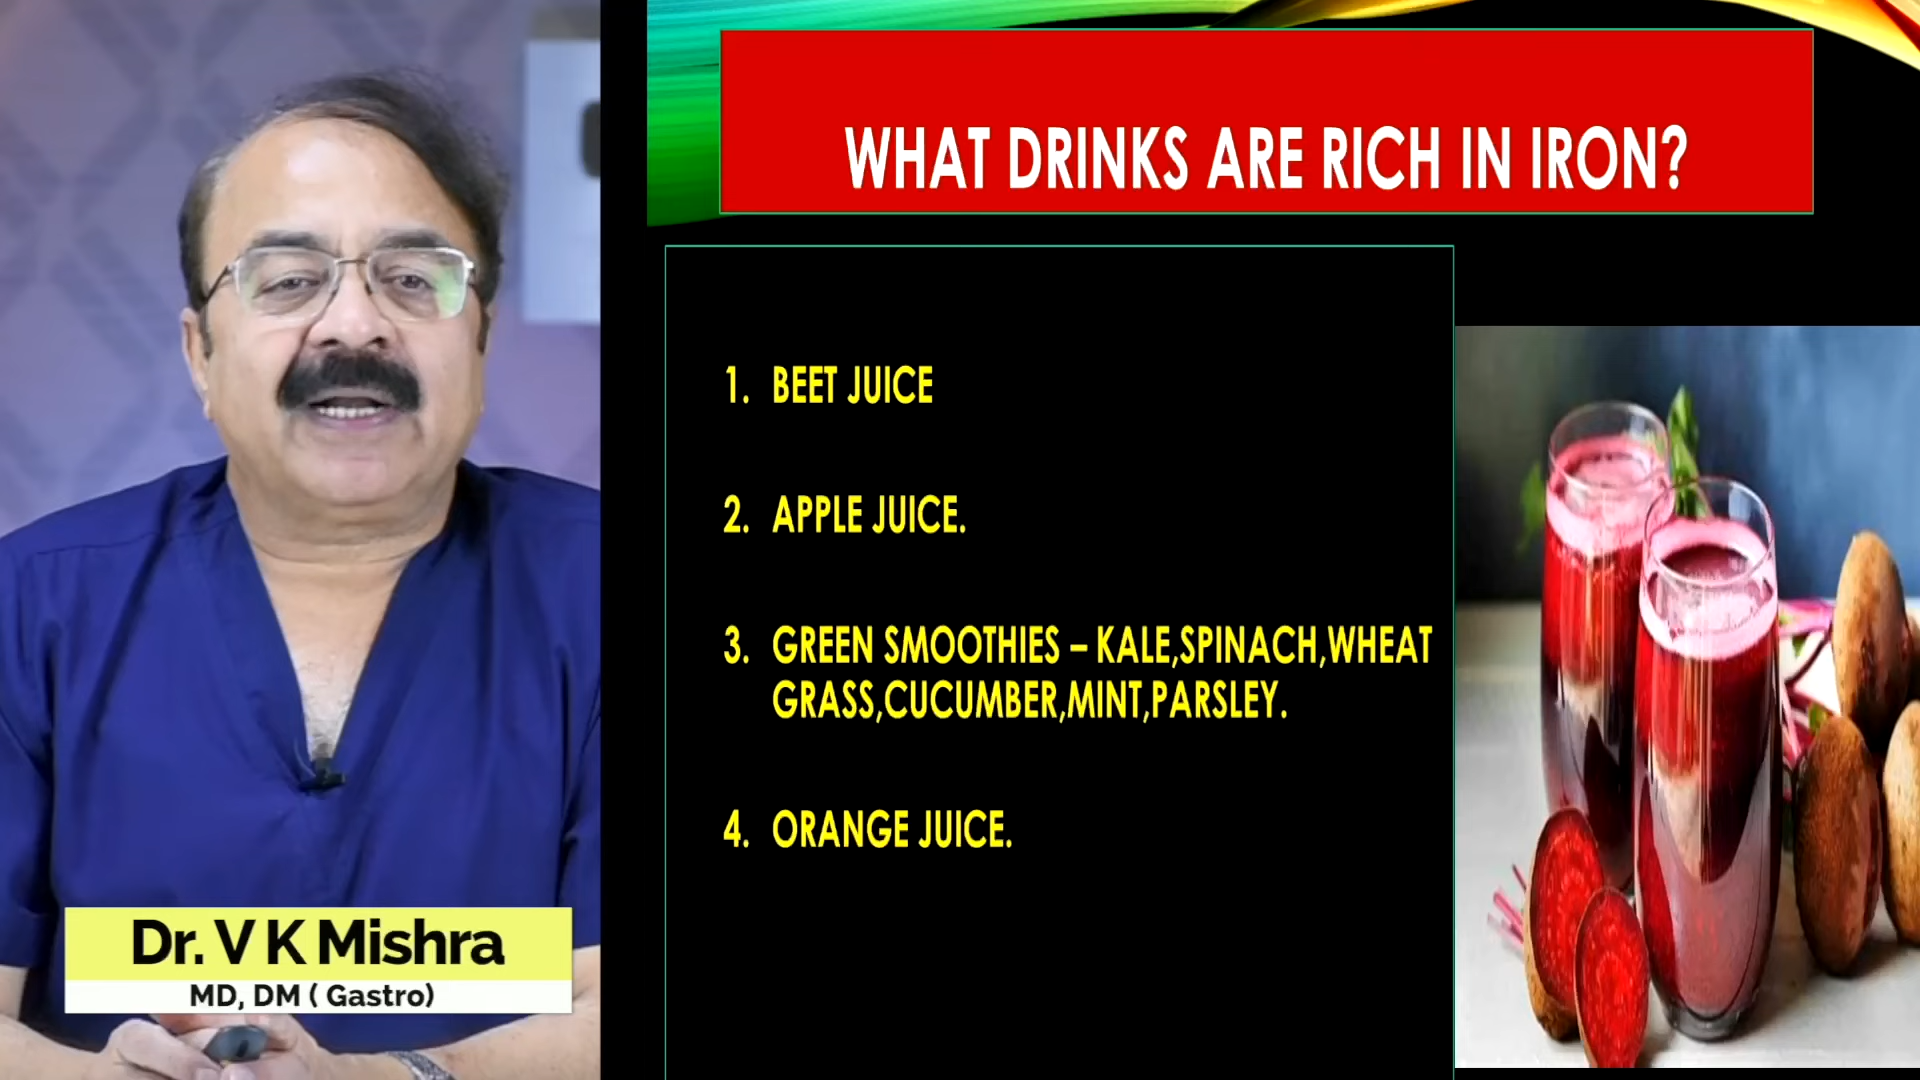 WHAT DRINKS ARE RICH IN IRON?
1. BEET JUICE
2. APPLE JUICE.
3. GREEN SMOOTHIES – KALE,SPINACH,WHEAT
GRASS,CUCUMBER,MINT,PARSLEY.
4. ORANGE JUICE.
Dr. V K Mishra
MD, DM ( Gastro)